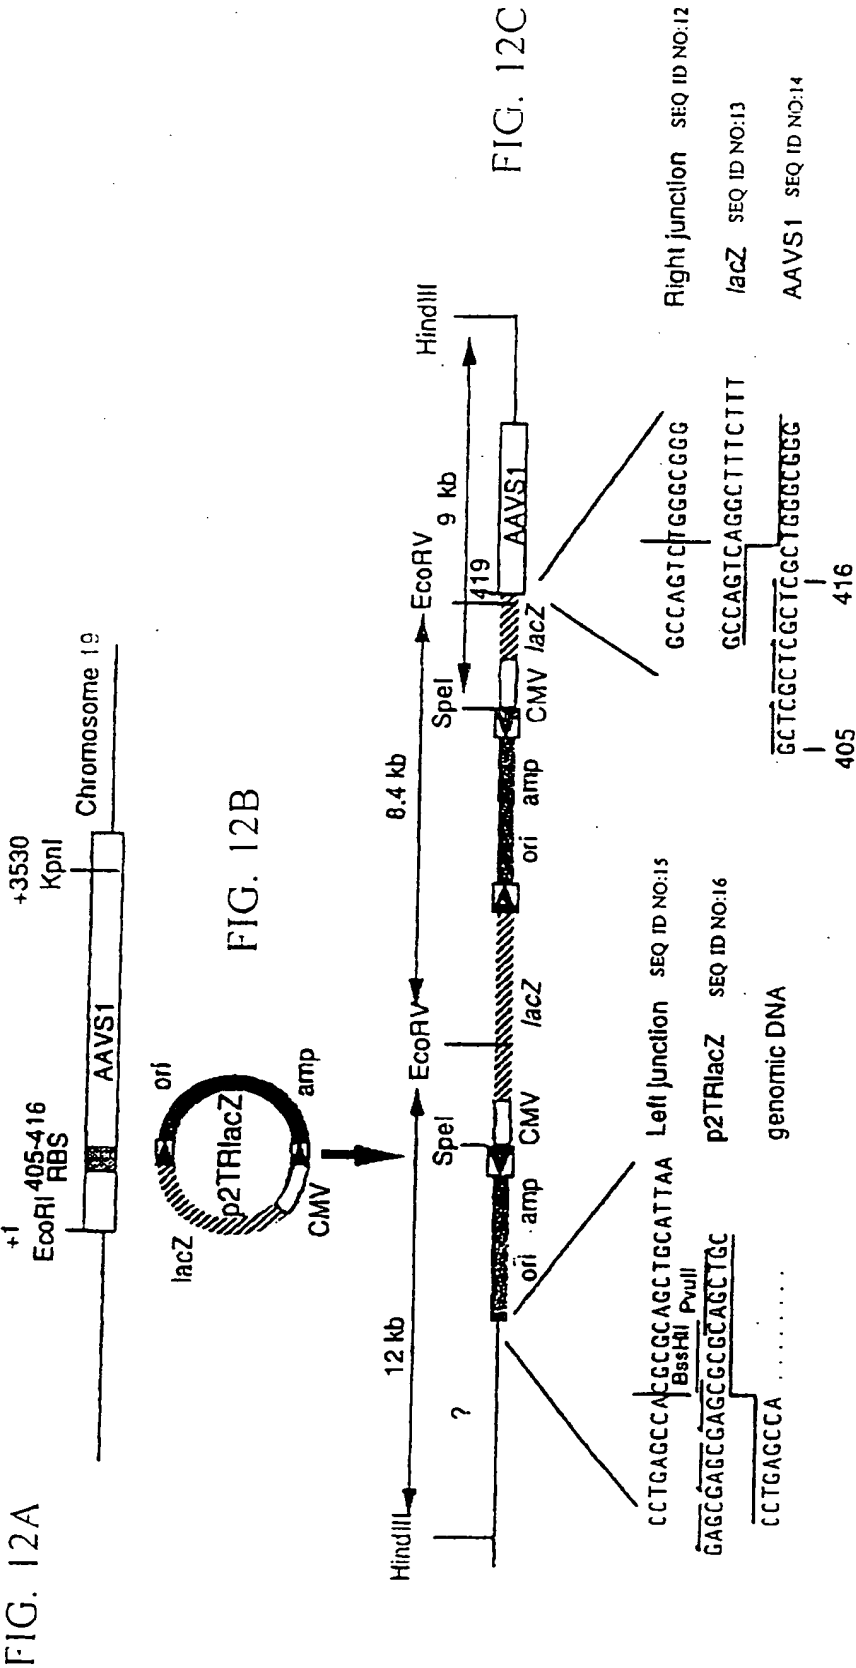 FIG. 12A
+1
EcoRI
405-416
RBS
AAVS1
+3530
KpnI
Chromosome 19
FIG. 12B
lacZ
ori
p2TRlacZ
CMV
amp
FIG. 12C
HindIII
12 kb
EcoRV
8.4 kb
EcoRV
9 kb
HindIII
?
SpeI
SpeI
419
ori
amp
CMV
lacZ
ori
amp
CMV
lacZ
AAVS1
CCTGAGCCACGCGCAGCTGCATTAA Left junction SEQ ID NO:15
BssHII PvuII
GAGCGAGCGAGCGCGCAGCTGC p2TRlacZ SEQ ID NO:16
CCTGAGCCA ........ genomic DNA
GCCAGTCTGGGCGGG Right junction SEQ ID NO:12
GCCAGTCAGGCTTTCTTT lacZ SEQ ID NO:13
GCTCGCTCGCTCGCTGGGCGGG AAVS1 SEQ ID NO:14
405 416